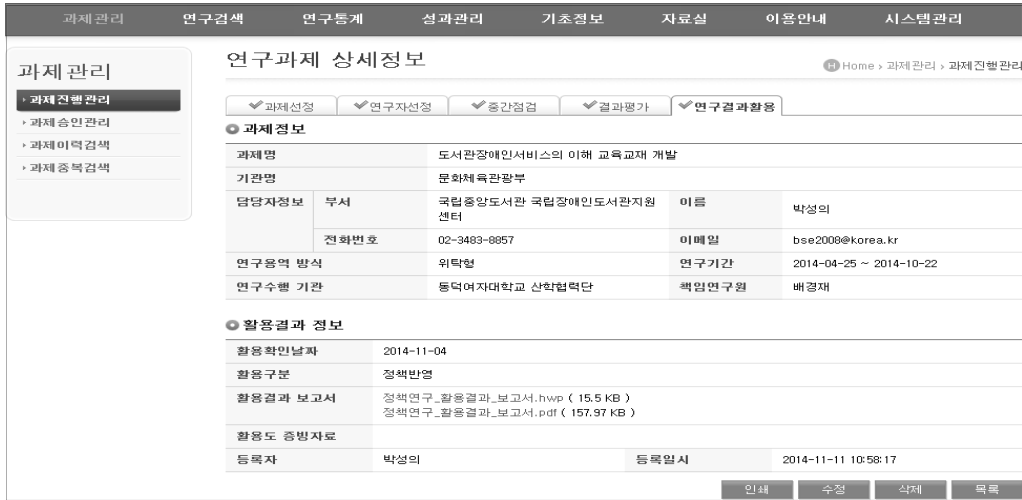 과제관리 연구검색 연구통계 성과관리 기초정보 자료실 이용안내 시스템관리
과제관리
과제진행관리
과제승인관리
과제이력검색
과제중복검색
연구과제 상세정보
H Home > 과제관리 > 과제진행관리
과제선정 연구자선정 중간점검 결과평가 연구결과활용
과제정보
과제명 도서관장애인서비스의 이해 교육교재 개발
기관명 문화체육관광부
담당자정보 부서 국립중앙도서관 국립장애인도서관지원 이름 박성의
센터
전화번호 02-3483-8857 이메일 bse2008@korea.kr
연구용역 방식 위탁형 연구기간 2014-04-25 ~ 2014-10-22
연구수행 기관 동덕여자대학교 산학협력단 책임연구원 배경재
활용결과 정보
활용확인날짜 2014-11-04
활용구분 정책반영
활용결과 보고서 정책연구_활용결과_보고서.hwp ( 15.5 KB )
정책연구_활용결과_보고서.pdf ( 157.97 KB )
활용도 증빙자료
등록자 박성의 등록일시 2014-11-11 10:58:17
인쇄 수정 삭제 목록